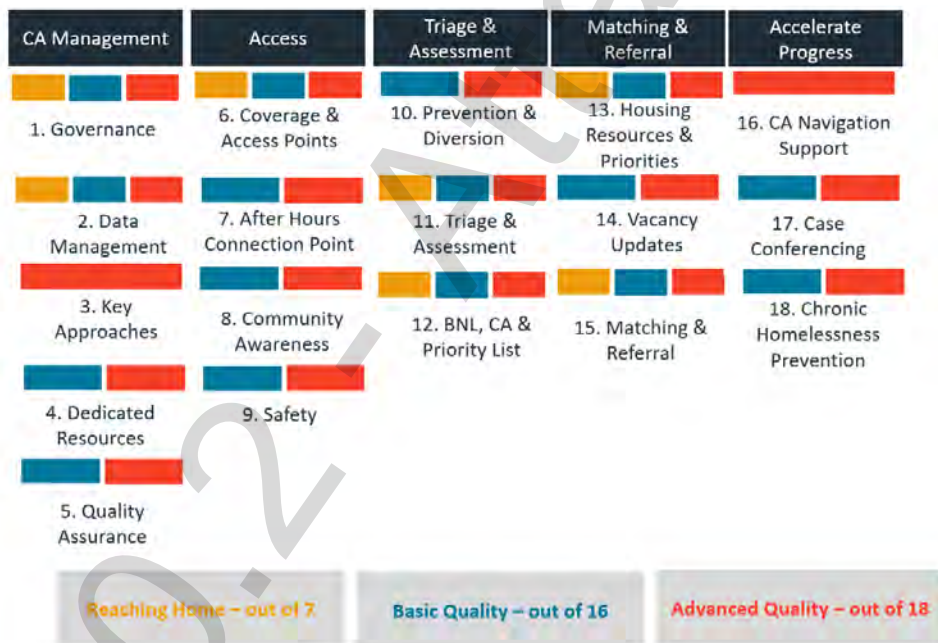 CA Management
Access
Triage &
Assessment
Matching &
Referral
Accelerate
Progress
1. Governance
2. Data
Management
3. Key
Approaches
4. Dedicated
Resources
5. Quality
Assurance
6. Coverage &
Access Points
7. After Hours
Connection Point
8. Community
Awareness
9. Safety
10. Prevention &
Diversion
11. Triage &
Assessment
12. BNL, CA &
Priority List
13. Housing
Resources &
Priorities
14. Vacancy
Updates
15. Matching &
Referral
16. CA Navigation
Support
17. Case
Conferencing
18. Chronic
Homelessness
Prevention
Reaching Home – out of 7
Basic Quality – out of 16
Advanced Quality – out of 18